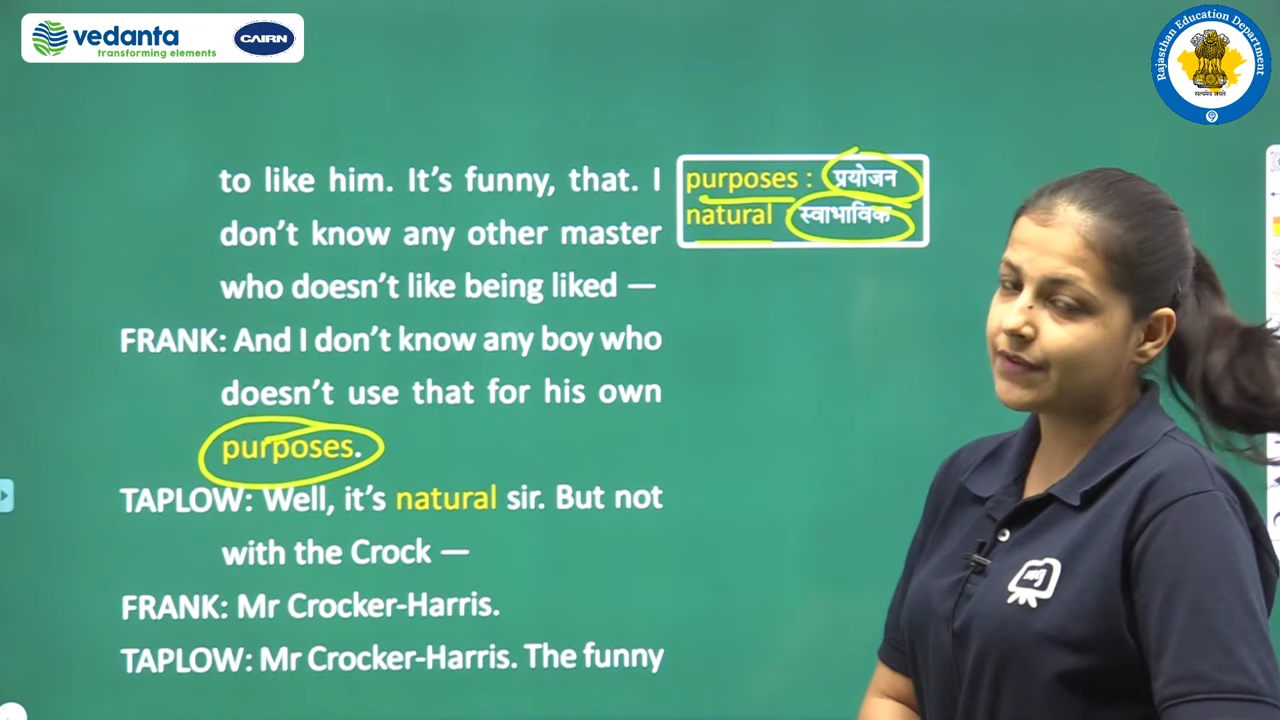 vedanta
transforming elements
CAIRN
Rajasthan Education Department
सत्यमेव जयते
to like him. It’s funny, that. I
don’t know any other master
who doesn’t like being liked —
FRANK: And I don’t know any boy who
doesn’t use that for his own
purposes.
TAPLOW: Well, it’s natural sir. But not
with the Crock —
FRANK: Mr Crocker-Harris.
TAPLOW: Mr Crocker-Harris. The funny
purposes : प्रयोजन
natural : स्वाभाविक